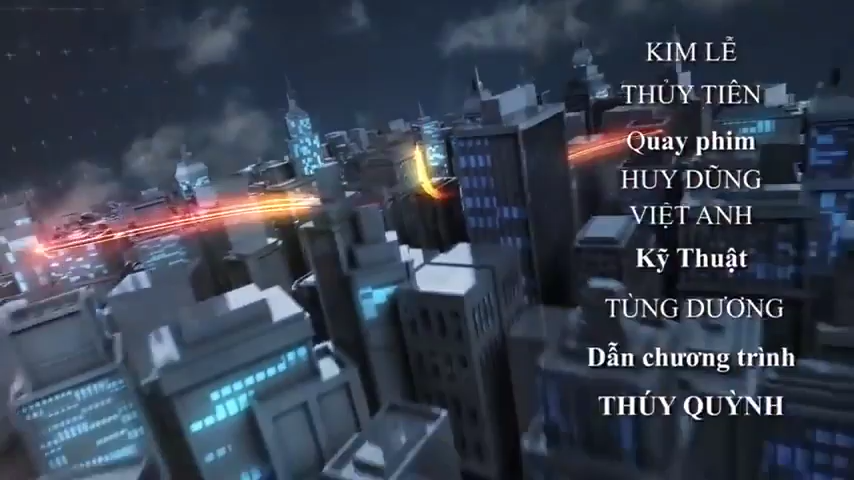 KIM LỄ
THỦY TIÊN
Quay phim
HUY DŨNG
VIỆT ANH
Kỹ Thuật
TÙNG DƯƠNG
Dẫn chương trình
THÚY QUỲNH